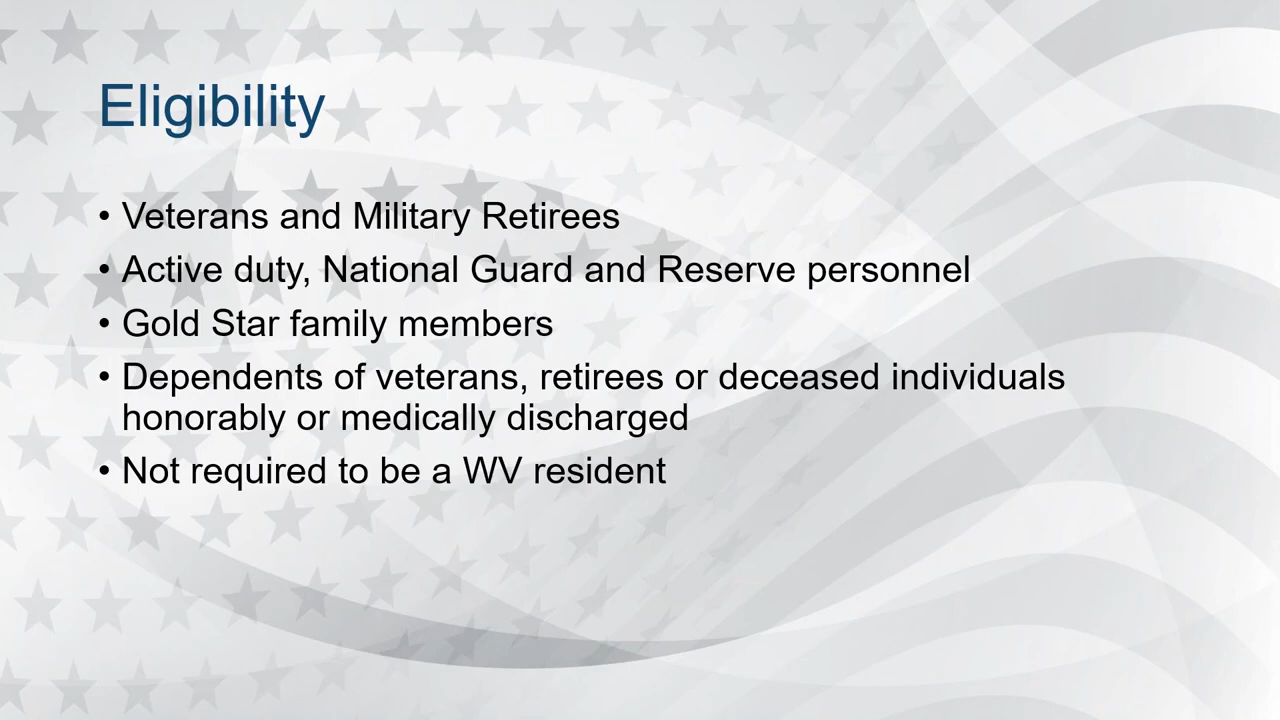 Eligibility
• Veterans and Military Retirees
• Active duty, National Guard and Reserve personnel
• Gold Star family members
• Dependents of veterans, retirees or deceased individuals
honorably or medically discharged
• Not required to be a WV resident